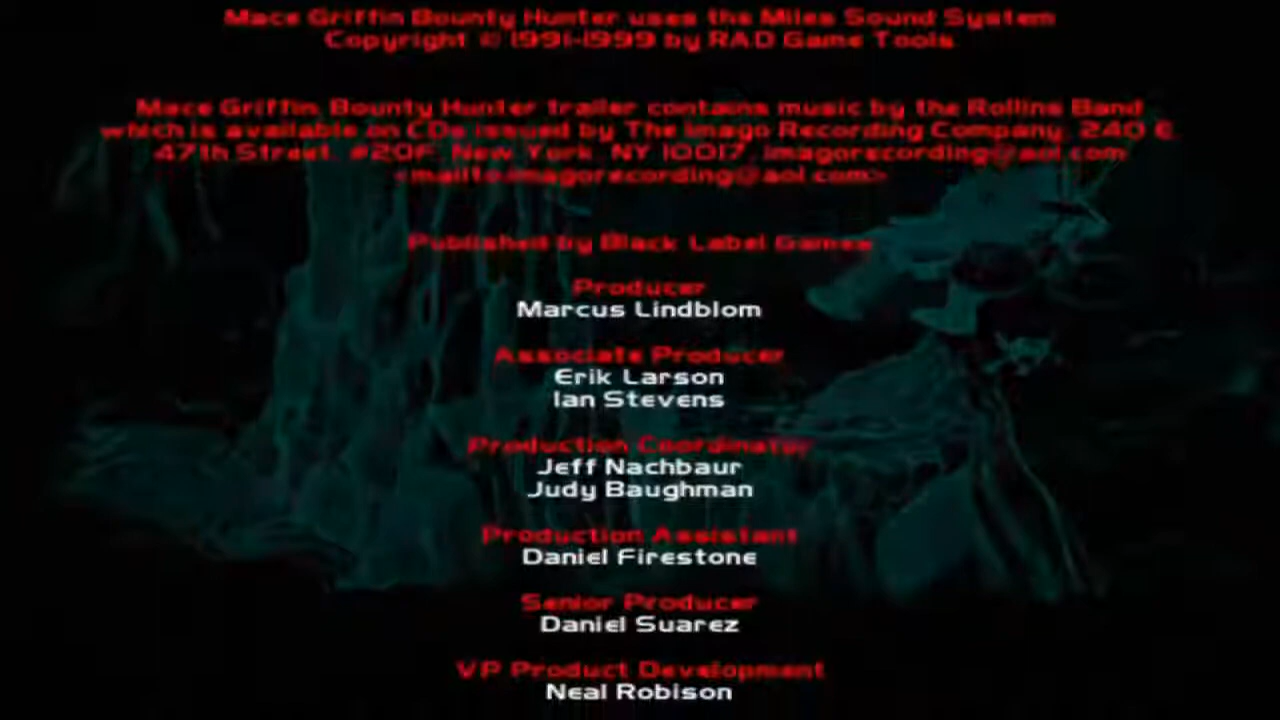 Mace Griffin Bounty Hunter uses the Miles Sound System
Copyright © 1991-1999 by RAD Game Tools.
Mace Griffin, Bounty Hunter trailer contains music by the Rollins Band
which is available on CDs issued by The Imago Recording Company, 240 E.
47th Street, #20F, New York, NY 10017, imagorecording@aol.com
<mailto:imagorecording@aol.com>
Published by Black Label Games
Producer
Marcus Lindblom
Associate Producer
Erik Larson
Ian Stevens
Production Coordinator
Jeff Nachbaur
Judy Baughman
Production Assistant
Daniel Firestone
Senior Producer
Daniel Suarez
VP Product Development
Neal Robison